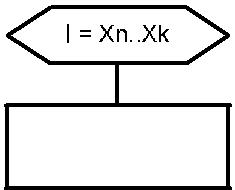 I = Xn..Xk